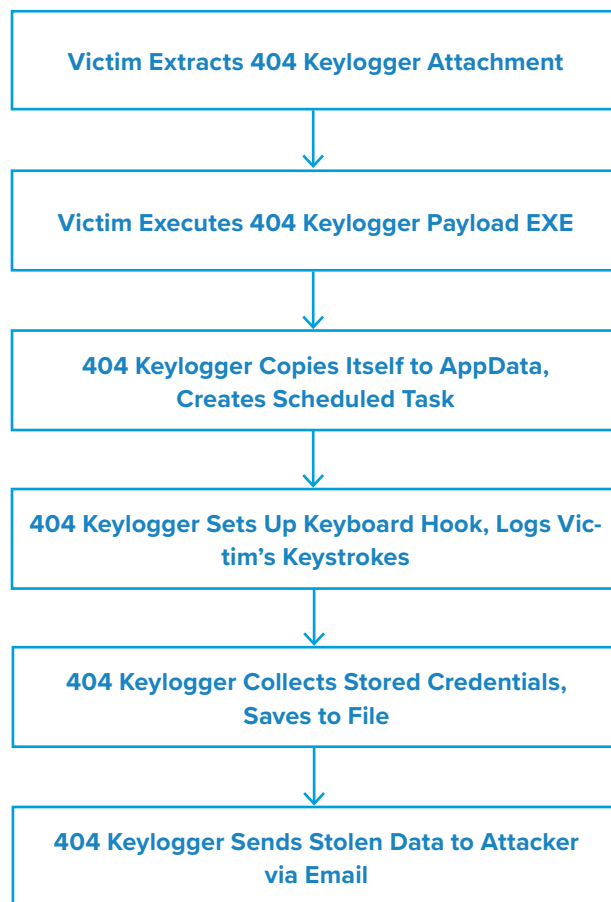 Victim Extracts 404 Keylogger Attachment
Victim Executes 404 Keylogger Payload EXE
404 Keylogger Copies Itself to AppData,
Creates Scheduled Task
404 Keylogger Sets Up Keyboard Hook, Logs Vic-
tim’s Keystrokes
404 Keylogger Collects Stored Credentials,
Saves to File
404 Keylogger Sends Stolen Data to Attacker
via Email